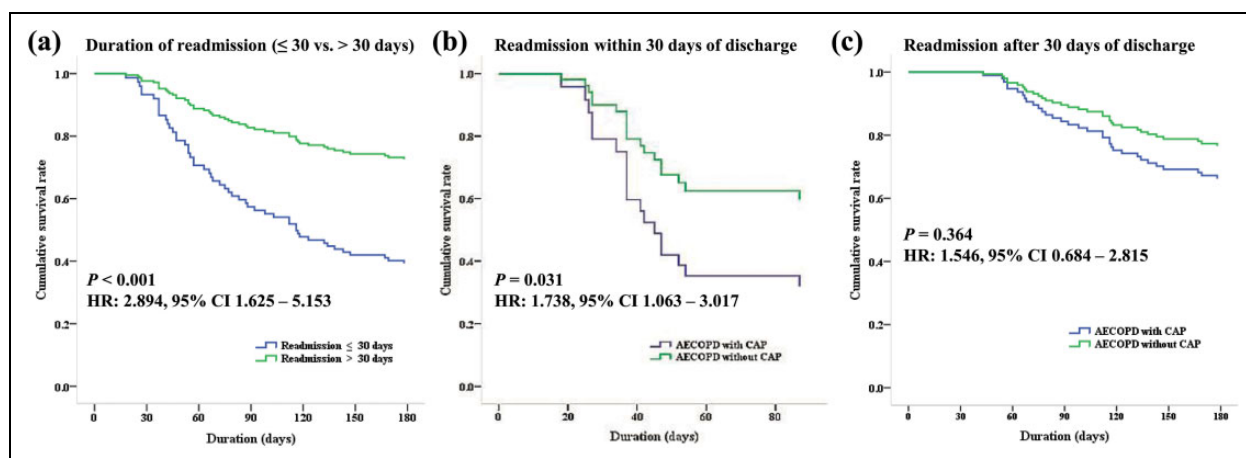 (a) Duration of readmission (≤ 30 vs. > 30 days)
Cumulative survival rate
1.0
0.8
0.6
0.4
0.2
0.0
P < 0.001
HR: 2.894, 95% CI 1.625 – 5.153
Readmission ≤ 30 days
Readmission > 30 days
0 30 60 90 120 150 180
Duration (days)
(b) Readmission within 30 days of discharge
Cumulative survival rate
1.0
0.8
0.6
0.4
0.2
0.0
P = 0.031
HR: 1.738, 95% CI 1.063 – 3.017
AECOPD with CAP
AECOPD without CAP
0 20 40 60 80
Duration (days)
(c) Readmission after 30 days of discharge
Cumulative survival rate
1.0
0.8
0.6
0.4
0.2
0.0
P = 0.364
HR: 1.546, 95% CI 0.684 – 2.815
AECOPD with CAP
AECOPD without CAP
0 30 60 90 120 150 180
Duration (days)